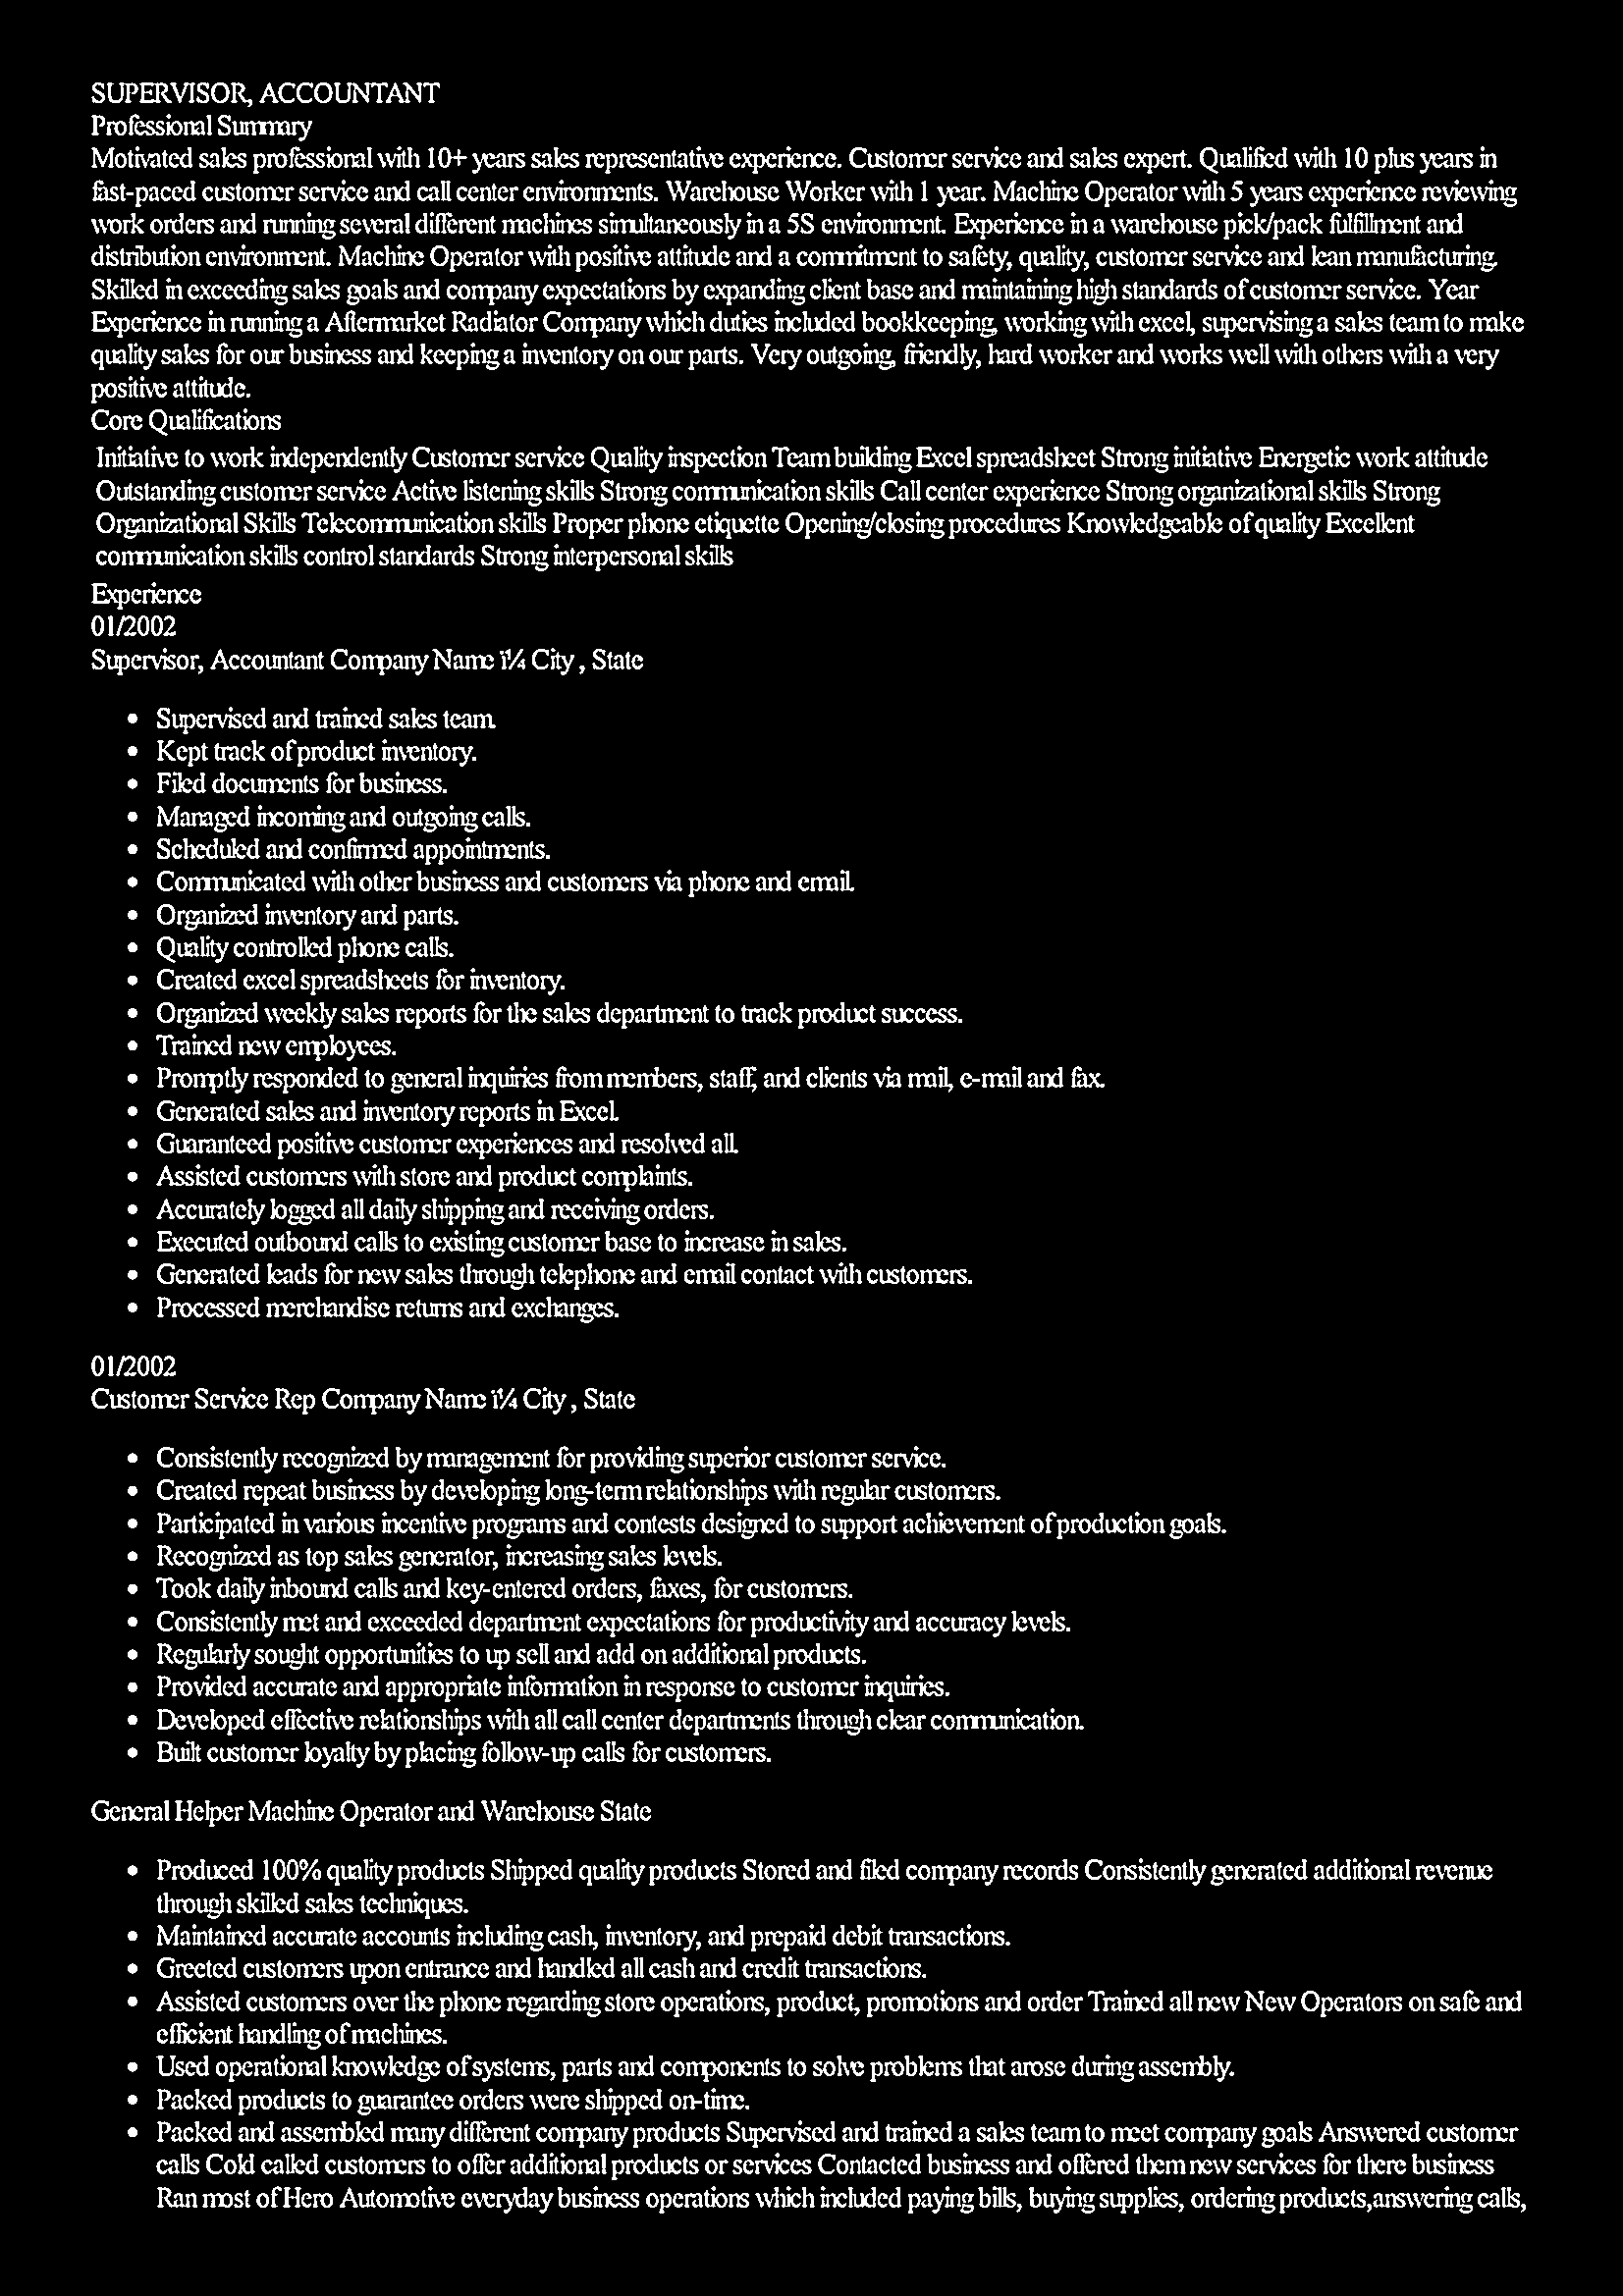 SUPERVISOR, ACCOUNTANT
Professional Summary
Motivated sales professional with 10+ years sales representative experience. Customer service and sales expert. Qualified with 10 plus years in
fast-paced customer service and call center environments. Warehouse Worker with 1 year. Machine Operator with 5 years experience reviewing
work orders and running several different machines simultaneously in a 5S environment. Experience in a warehouse pick/pack fulfillment and
distribution environment. Machine Operator with positive attitude and a commitment to safety, quality, customer service and lean manufacturing.
Skilled in exceeding sales goals and company expectations by expanding client base and maintaining high standards of customer service. Year
Experience in running a Aftermarket Radiator Company which duties included bookkeeping, working with excel, supervising a sales team to make
quality sales for our business and keeping a inventory on our parts. Very outgoing, friendly, hard worker and works well with others with a very
positive attitude.
Core Qualifications
Initiative to work independently Customer service Quality inspection Team building Excel spreadsheet Strong initiative Energetic work attitude
Outstanding customer service Active listening skills Strong communication skills Call center experience Strong organizational skills Strong
Organizational Skills Telecommunication skills Proper phone etiquette Opening/closing procedures Knowledgeable of quality Excellent
communication skills control standards Strong interpersonal skills
Experience
01/2002
Supervisor, Accountant Company Name ï¼ City , State
• Supervised and trained sales team.
• Kept track of product inventory.
• Filed documents for business.
• Managed incoming and outgoing calls.
• Scheduled and confirmed appointments.
• Communicated with other business and customers via phone and email.
• Organized inventory and parts.
• Quality controlled phone calls.
• Created excel spreadsheets for inventory.
• Organized weekly sales reports for the sales department to track product success.
• Trained new employees.
• Promptly responded to general inquiries from members, staff, and clients via mail, e-mail and fax.
• Generated sales and inventory reports in Excel.
• Guaranteed positive customer experiences and resolved all.
• Assisted customers with store and product complaints.
• Accurately logged all daily shipping and receiving orders.
• Executed outbound calls to existing customer base to increase in sales.
• Generated leads for new sales through telephone and email contact with customers.
• Processed merchandise returns and exchanges.
01/2002
Customer Service Rep Company Name ï¼ City , State
• Consistently recognized by management for providing superior customer service.
• Created repeat business by developing long-term relationships with regular customers.
• Participated in various incentive programs and contests designed to support achievement of production goals.
• Recognized as top sales generator, increasing sales levels.
• Took daily inbound calls and key-entered orders, faxes, for customers.
• Consistently met and exceeded department expectations for productivity and accuracy levels.
• Regularly sought opportunities to up sell and add on additional products.
• Provided accurate and appropriate information in response to customer inquiries.
• Developed effective relationships with all call center departments through clear communication.
• Built customer loyalty by placing follow-up calls for customers.
General Helper Machine Operator and Warehouse State
• Produced 100% quality products Shipped quality products Stored and filed company records Consistently generated additional revenue
through skilled sales techniques.
• Maintained accurate accounts including cash, inventory, and prepaid debit transactions.
• Greeted customers upon entrance and handled all cash and credit transactions.
• Assisted customers over the phone regarding store operations, product, promotions and order Trained all new New Operators on safe and
efficient handling of machines.
• Used operational knowledge of systems, parts and components to solve problems that arose during assembly.
• Packed products to guarantee orders were shipped on-time.
• Packed and assembled many different company products Supervised and trained a sales team to meet company goals Answered customer
calls Cold called customers to offer additional products or services Contacted business and offered them new services for there business
Ran most of Hero Automotive everyday business operations which included paying bills, buying supplies, ordering products,answering calls,